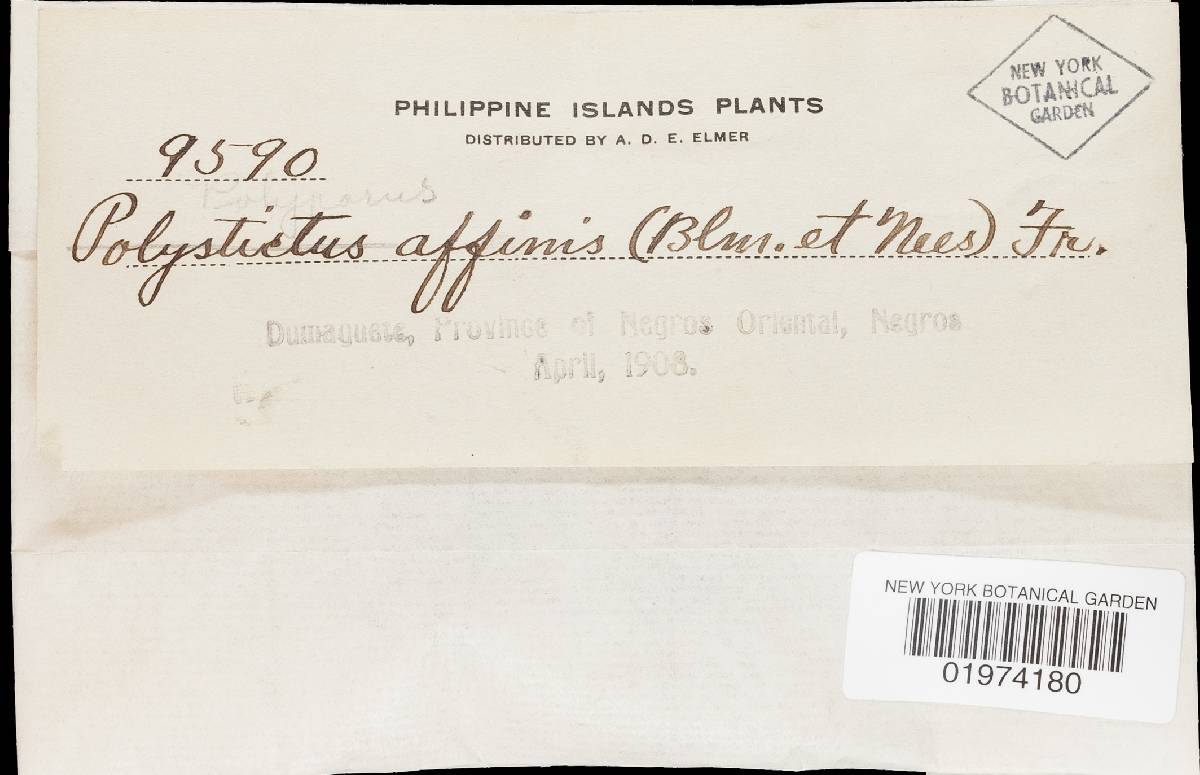 NEW YORK
BOTANICAL
GARDEN
PHILIPPINE ISLANDS PLANTS
DISTRIBUTED BY A. D. E. ELMER
9590
Polyporus
Polystictus affinis (Blm. et Nees) Fr.
Dumaguete, Province of Negros Oriental, Negros
April, 1908.
NEW YORK BOTANICAL GARDEN
01974180